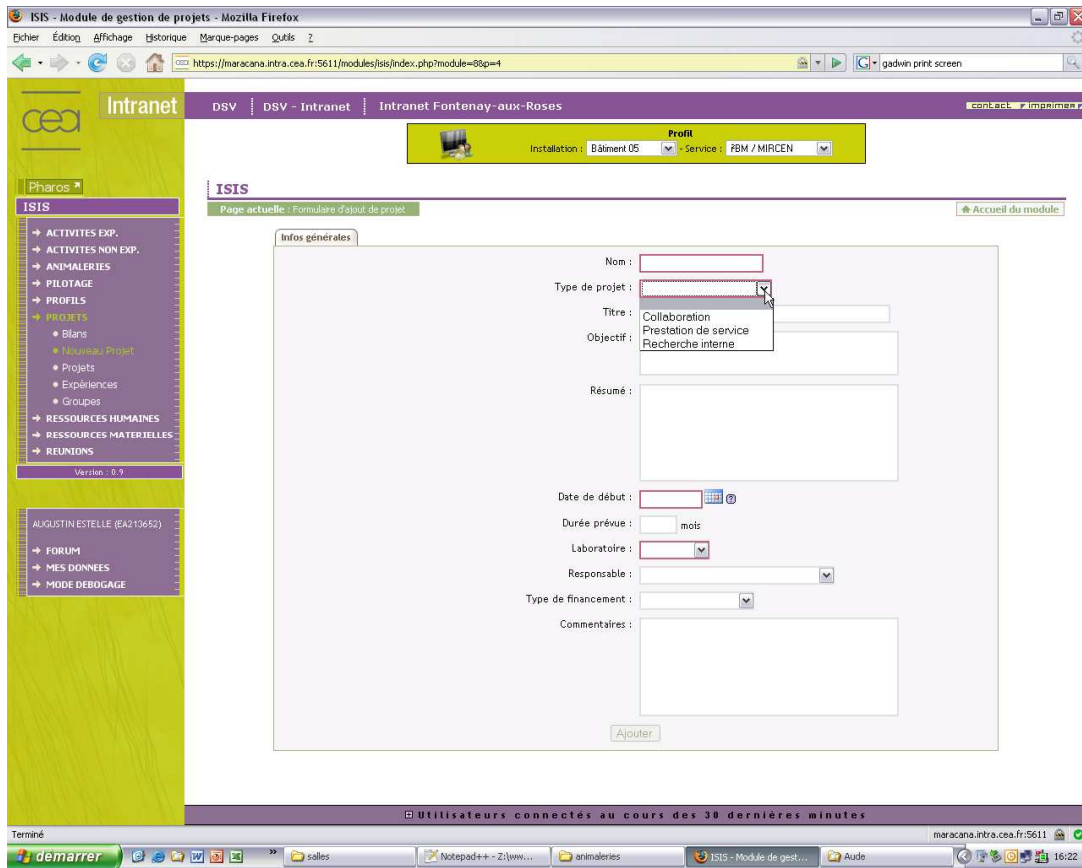 ISIS - Module de gestion de projets - Mozilla Firefox
Fichier Édition Affichage Historique Marque-pages Outils ?
https://maracana.intra.cea.fr:5611/modules/isis/index.php?module=8&p=4
G gadwin print screen
cea Intranet
DSV DSV - Intranet Intranet Fontenay-aux-Roses
contact imprimer
Profil
Installation : Bâtiment 05 - Service : FBM / MIRCEN
Pharos
ISIS
ISIS
Page actuelle : Formulaire d'ajout de projet
Accueil du module
ACTIVITES EXP.
ACTIVITES NON EXP.
ANIMALERIES
PILOTAGE
PROFILS
PROJETS
Bilans
Nouveau Projet
Projets
Expériences
Groupes
RESSOURCES HUMAINES
RESSOURCES MATERIELLES
REUNIONS
Version : 0.9
AUGUSTIN ESTELLE (EA213652)
FORUM
MES DONNEES
MODE DEBOGAGE
Infos générales
Nom :
Type de projet :
Collaboration
Prestation de service
Recherche interne
Titre :
Objectif :
Résumé :
Date de début :
Durée prévue : mois
Laboratoire :
Responsable :
Type de financement :
Commentaires :
Ajouter
Utilisateurs connectés au cours des 30 dernières minutes
Terminé
maracana.intra.cea.fr:5611
démarrer
salles
Notepad++ - Z:\ww...
animaleries
ISIS - Module de gest...
Aude
16:22